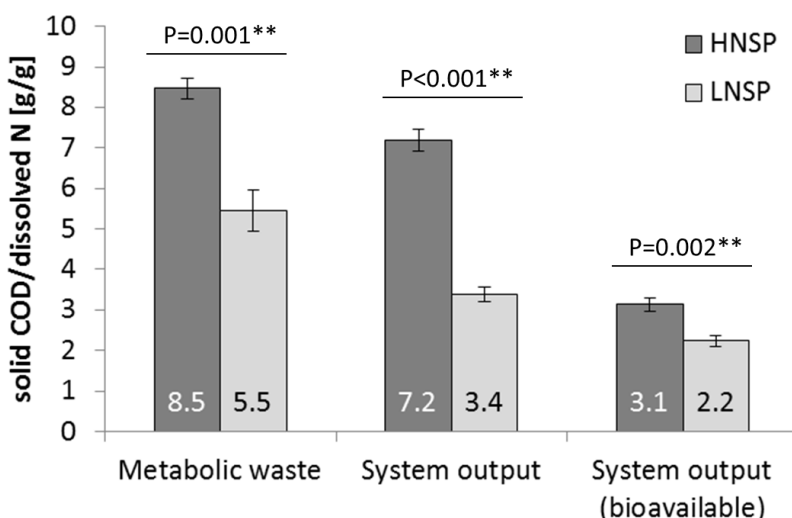 solid COD/dissolved N [g/g]
10
9
8
7
6
5
4
3
2
1
0
P=0.001**
P<0.001**
P=0.002**
HNSP
LNSP
8.5 5.5 7.2 3.4 3.1 2.2
Metabolic waste
System output
System output
(bioavailable)